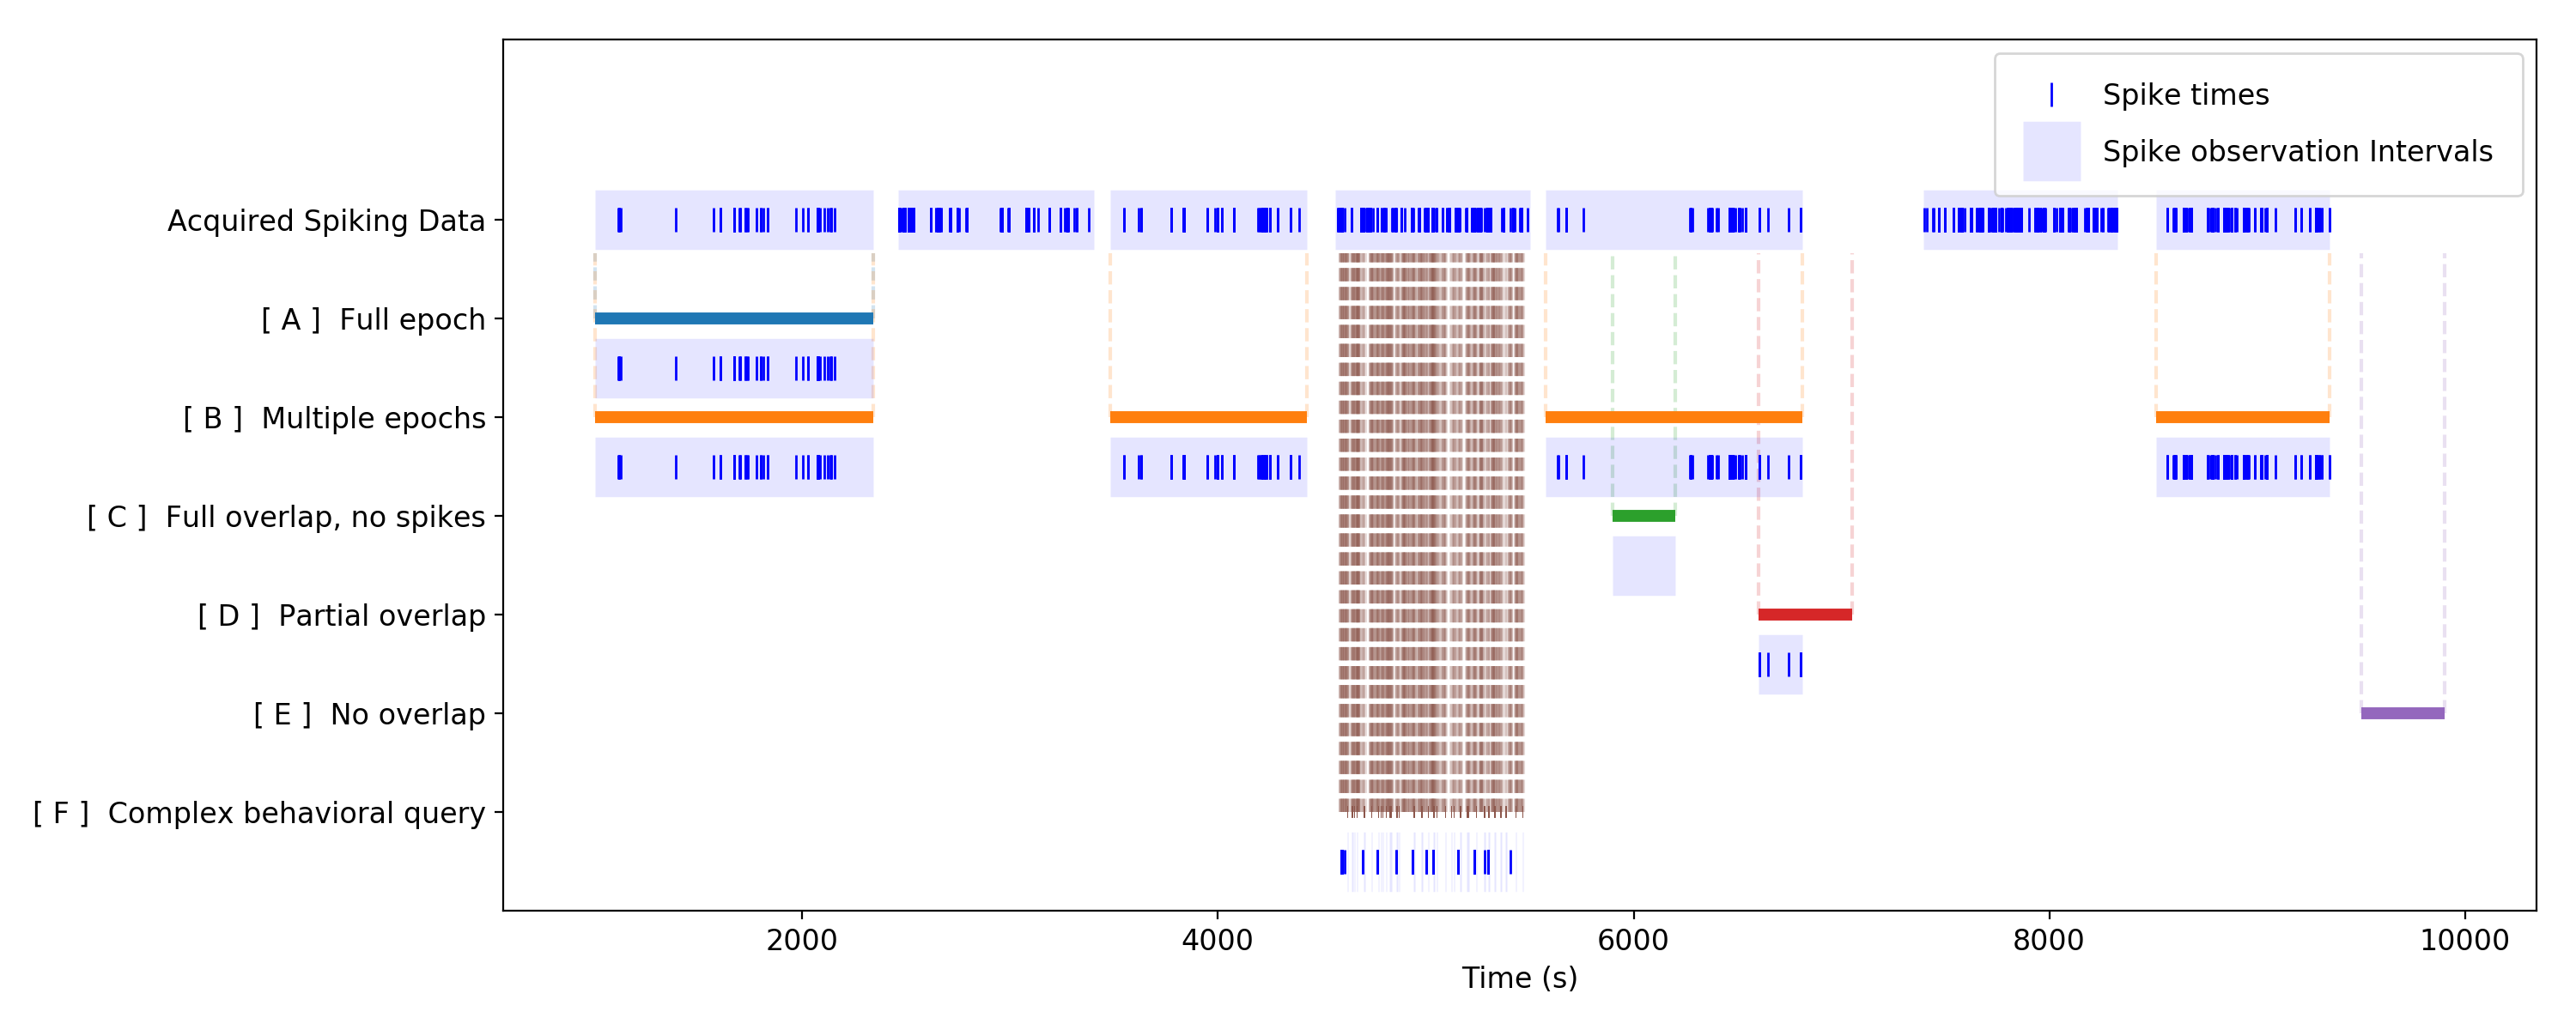 Spike times
Spike observation Intervals
Acquired Spiking Data
[ A ]  Full epoch
[ B ]  Multiple epochs
[ C ]  Full overlap, no spikes
[ D ]  Partial overlap
[ E ]  No overlap
[ F ]  Complex behavioral query
2000 4000 6000 8000 10000
Time (s)